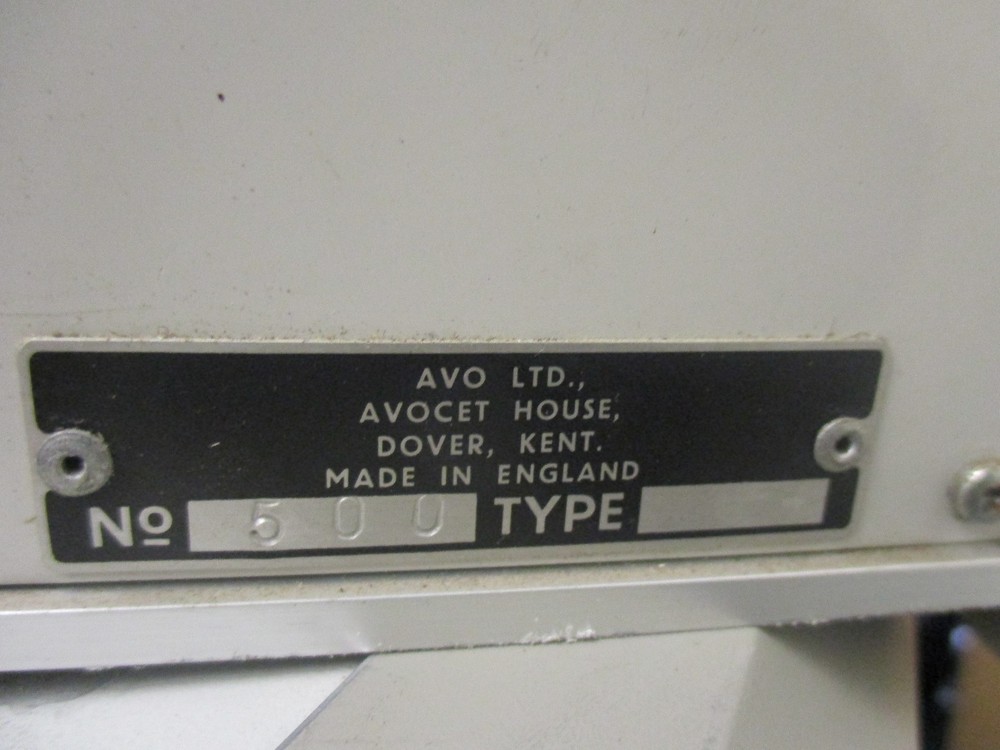 AVO LTD.,
AVOCET HOUSE,
DOVER, KENT.
MADE IN ENGLAND
Nº 500 TYPE